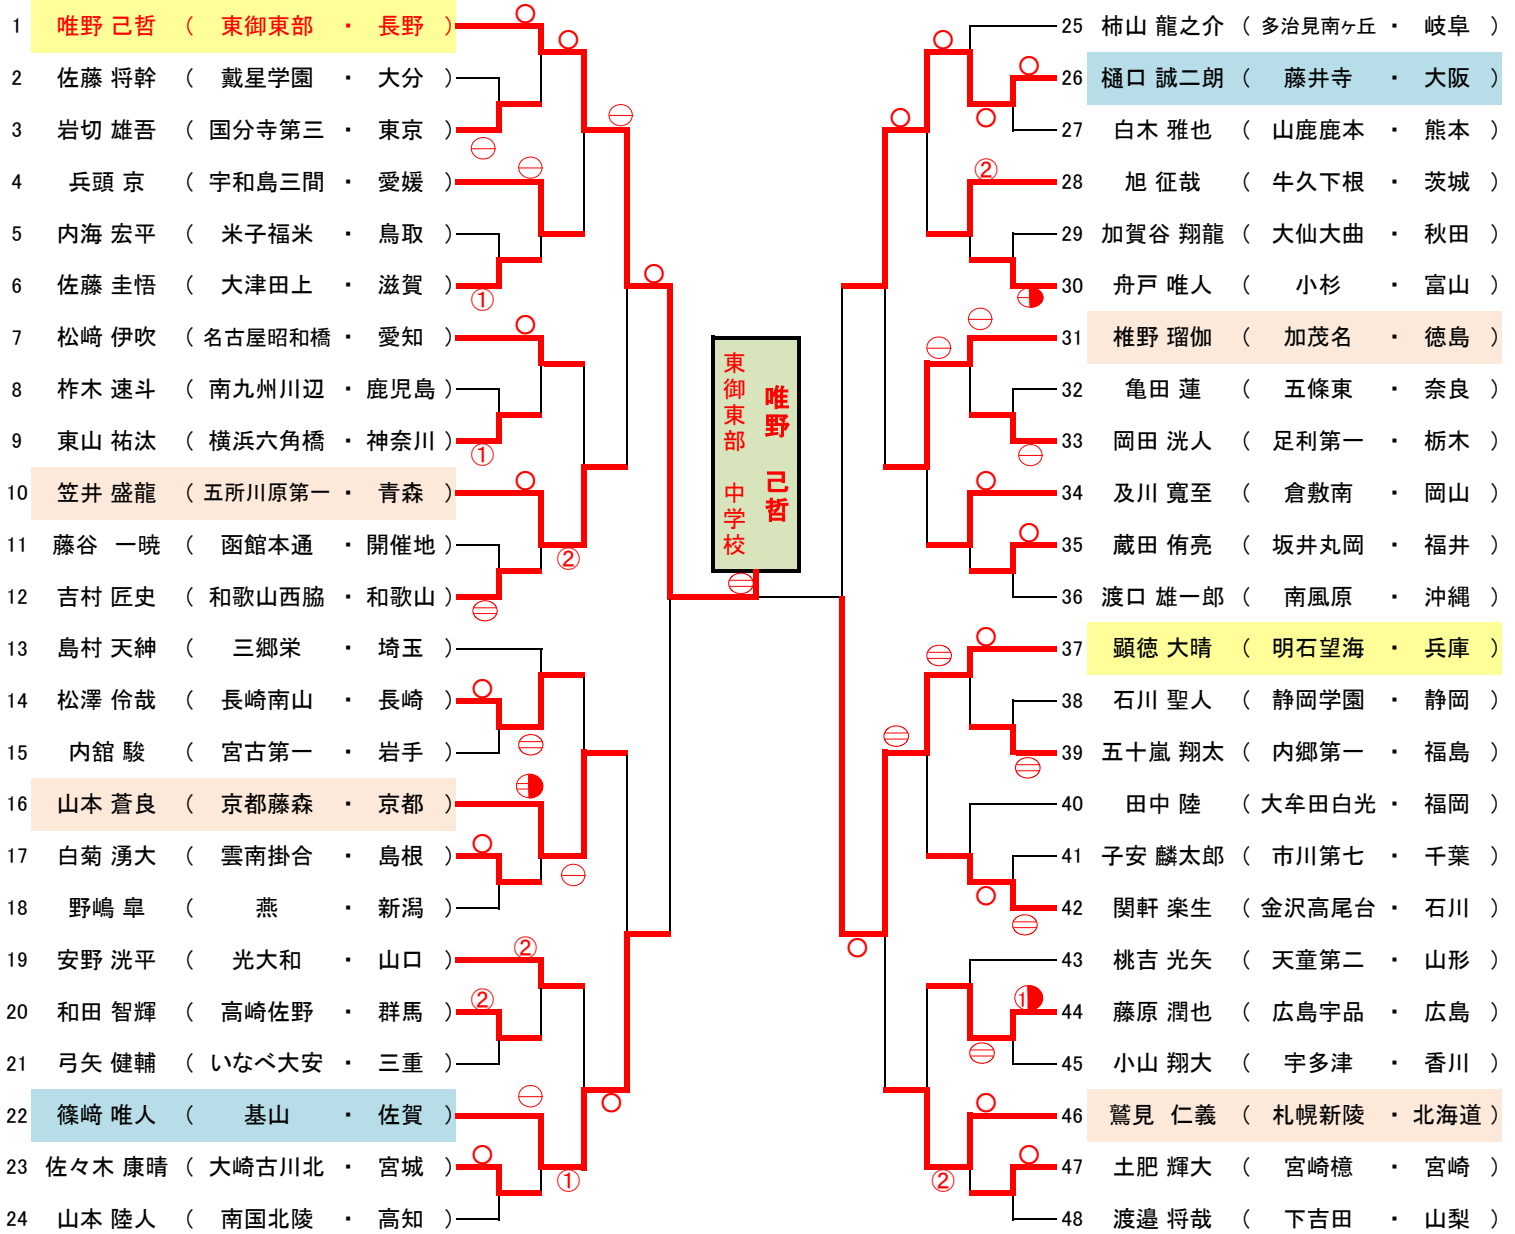 1 唯野 己哲 （ 東御東部 ・ 長野 ）
2 佐藤 将幹 （ 戴星学園 ・ 大分 ）
3 岩切 雄吾 （ 国分寺第三 ・ 東京 ）
4 兵頭 京 （ 宇和島三間 ・ 愛媛 ）
5 内海 宏平 （ 米子福米 ・ 鳥取 ）
6 佐藤 圭悟 （ 大津田上 ・ 滋賀 ）
①
7 松﨑 伊吹 （ 名古屋昭和橋 ・ 愛知 ）
8 柞木 速斗 （ 南九州川辺 ・ 鹿児島 ）
9 東山 祐汰 （ 横浜六角橋 ・ 神奈川 ）
①
10 笠井 盛龍 （ 五所川原第一 ・ 青森 ）
11 藤谷 一暁 （ 函館本通 ・ 開催地 ）
②
12 吉村 匠史 （ 和歌山西脇 ・ 和歌山 ）
13 島村 天紳 （ 三郷栄 ・ 埼玉 ）
14 松澤 伶哉 （ 長崎南山 ・ 長崎 ）
15 内舘 駿 （ 宮古第一 ・ 岩手 ）
16 山本 蒼良 （ 京都藤森 ・ 京都 ）
17 白菊 湧大 （ 雲南掛合 ・ 島根 ）
18 野嶋 皐 （ 燕 ・ 新潟 ）
②
19 安野 洸平 （ 光大和 ・ 山口 ）
②
20 和田 智輝 （ 高崎佐野 ・ 群馬 ）
21 弓矢 健輔 （ いなべ大安 ・ 三重 ）
22 篠﨑 唯人 （ 基山 ・ 佐賀 ）
23 佐々木 康晴 （ 大崎古川北 ・ 宮城 ）
①
24 山本 陸人 （ 南国北陵 ・ 高知 ）
唯野 己哲
東御東部 中学校
25 柿山 龍之介 （ 多治見南ヶ丘 ・ 岐阜 ）
26 樋口 誠二朗 （ 藤井寺 ・ 大阪 ）
27 白木 雅也 （ 山鹿鹿本 ・ 熊本 ）
②
28 旭 征哉 （ 牛久下根 ・ 茨城 ）
29 加賀谷 翔龍 （ 大仙大曲 ・ 秋田 ）
30 舟戸 唯人 （ 小杉 ・ 富山 ）
31 椎野 瑠伽 （ 加茂名 ・ 徳島 ）
32 亀田 蓮 （ 五條東 ・ 奈良 ）
33 岡田 洸人 （ 足利第一 ・ 栃木 ）
34 及川 寛至 （ 倉敷南 ・ 岡山 ）
35 蔵田 侑亮 （ 坂井丸岡 ・ 福井 ）
36 渡口 雄一郎 （ 南風原 ・ 沖縄 ）
37 顕徳 大晴 （ 明石望海 ・ 兵庫 ）
38 石川 聖人 （ 静岡学園 ・ 静岡 ）
39 五十嵐 翔太 （ 内郷第一 ・ 福島 ）
40 田中 陸 （ 大牟田白光 ・ 福岡 ）
41 子安 麟太郎 （ 市川第七 ・ 千葉 ）
42 関軒 楽生 （ 金沢高尾台 ・ 石川 ）
43 桃吉 光矢 （ 天童第二 ・ 山形 ）
1
44 藤原 潤也 （ 広島宇品 ・ 広島 ）
45 小山 翔大 （ 宇多津 ・ 香川 ）
46 鷲見 仁義 （ 札幌新陵 ・ 北海道 ）
47 土肥 輝大 （ 宮崎檍 ・ 宮崎 ）
②
48 渡邉 将哉 （ 下吉田 ・ 山梨 ）